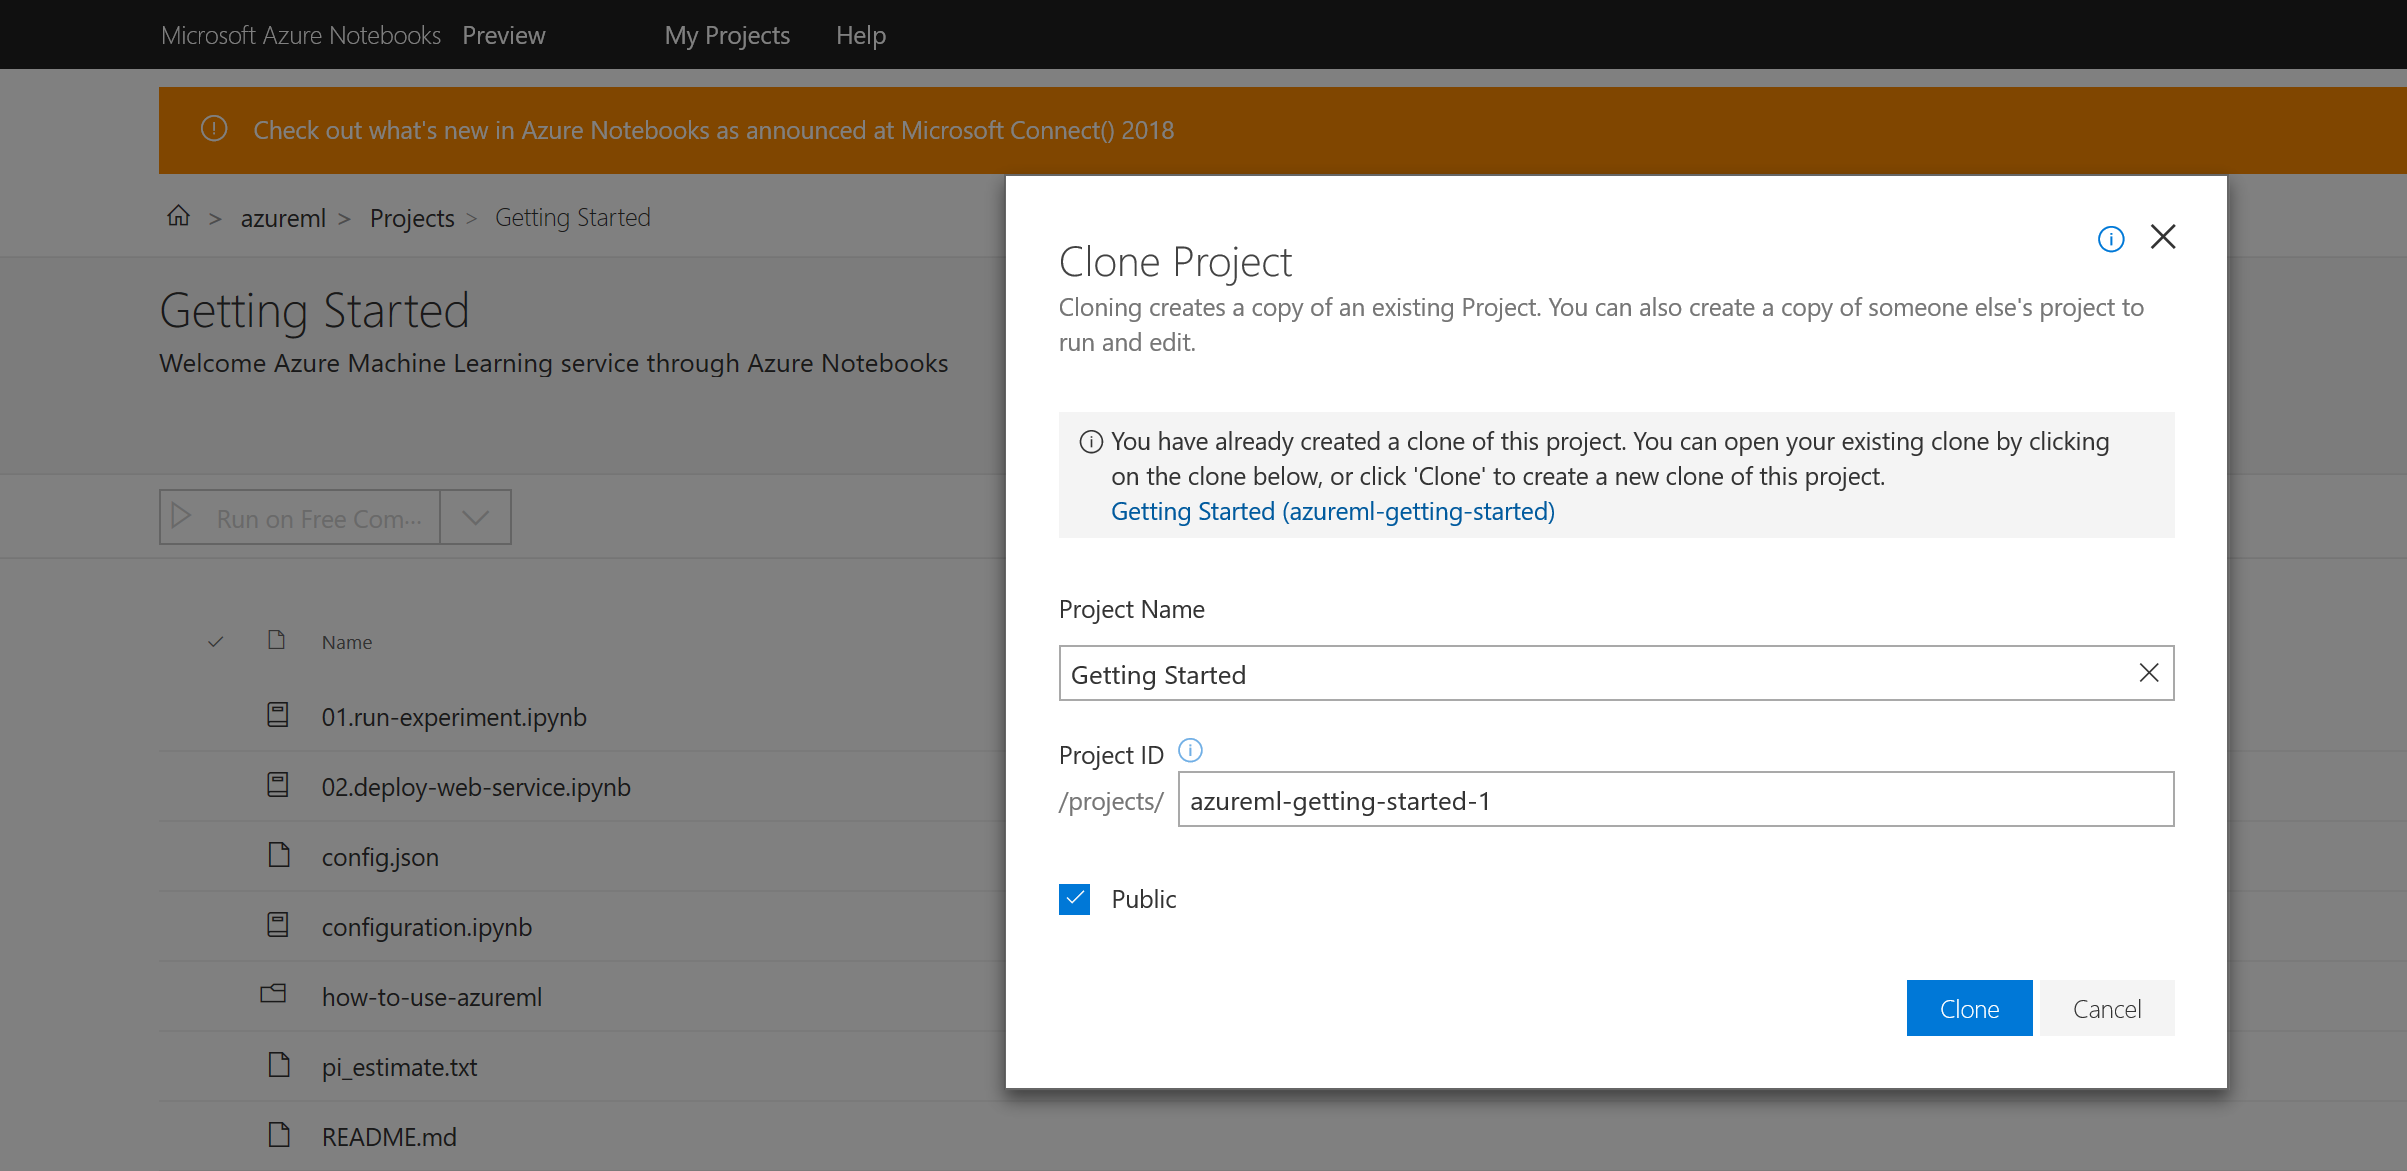 Microsoft Azure Notebooks Preview My Projects Help
Check out what's new in Azure Notebooks as announced at Microsoft Connect() 2018
> azureml > Projects > Getting Started
Getting Started
Welcome Azure Machine Learning service through Azure Notebooks
Run on Free Com...
Name
01.run-experiment.ipynb
02.deploy-web-service.ipynb
config.json
configuration.ipynb
how-to-use-azureml
pi_estimate.txt
README.md
Clone Project
Cloning creates a copy of an existing Project. You can also create a copy of someone else's project to
run and edit.
You have already created a clone of this project. You can open your existing clone by clicking
on the clone below, or click 'Clone' to create a new clone of this project.
Getting Started (azureml-getting-started)
Project Name
Getting Started
Project ID
/projects/ azureml-getting-started-1
Public
Clone Cancel